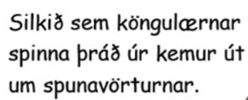 Silkið sem köngulærnar
spinna þráð úr kemur út
um spunavörturnar.